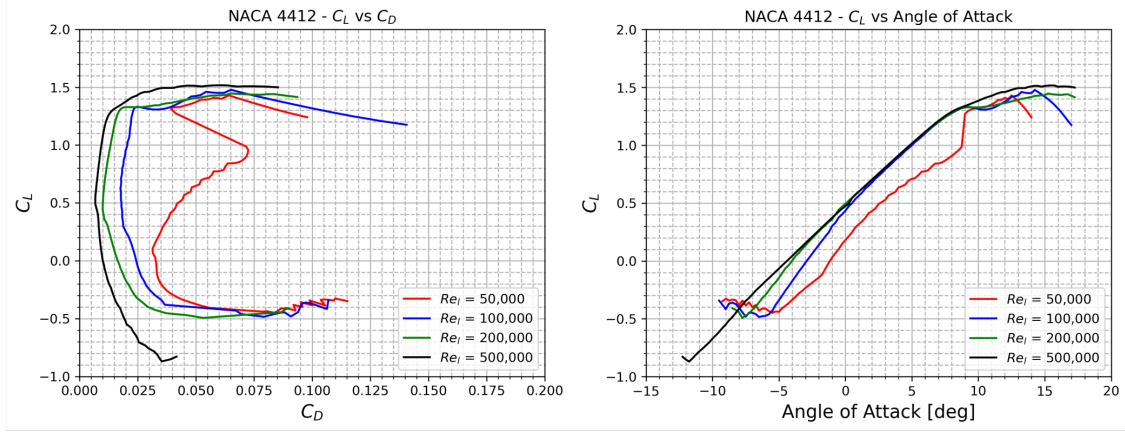 NACA 4412 - C_L vs C_D
2.0
1.5
1.0
0.5
0.0
−0.5
−1.0
C_L
0.000 0.025 0.050 0.075 0.100 0.125 0.150 0.175 0.200
C_D
Re_l = 50,000
Re_l = 100,000
Re_l = 200,000
Re_l = 500,000
NACA 4412 - C_L vs Angle of Attack
2.0
1.5
1.0
0.5
0.0
−0.5
−1.0
C_L
−15 −10 −5 0 5 10 15 20
Angle of Attack [deg]
Re_l = 50,000
Re_l = 100,000
Re_l = 200,000
Re_l = 500,000